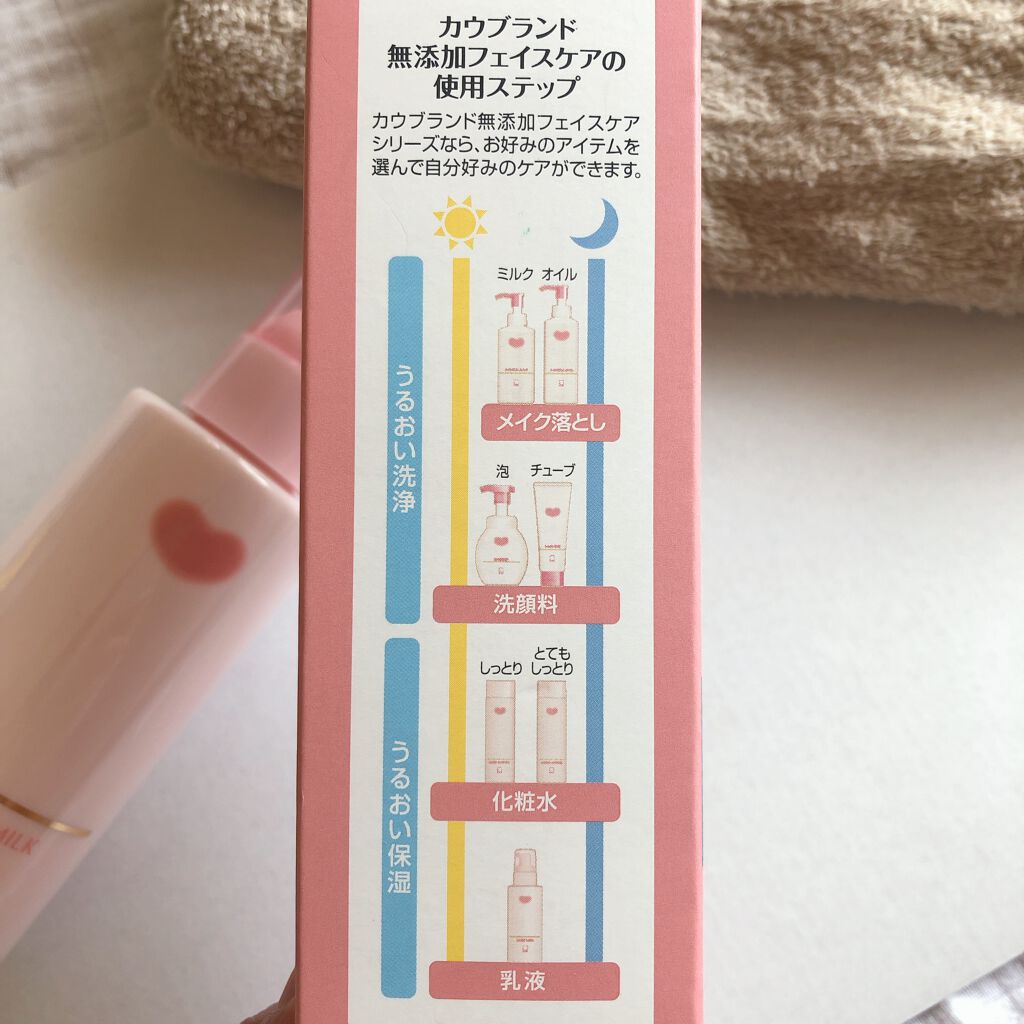 カウブランド
無添加フェイスケアの
使用ステップ
カウブランド無添加フェイスケア
シリーズなら、お好みのアイテムを
選んで自分好みのケアができます。
うるおい洗浄
ミルク オイル
メイク落とし
泡 チューブ
洗顔料
うるおい保湿
しっとり
とても
しっとり
化粧水
乳液
MILK